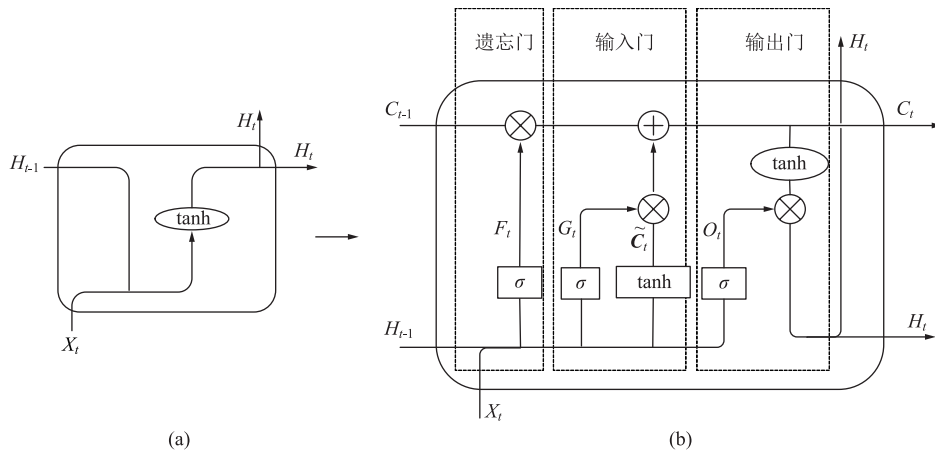 H_t
H_{t-1}
H_t
tanh
X_t
(a)
遗忘门
输入门
输出门
H_t
C_{t-1}
C_t
tanh
F_t
G_t
C̃_t
O_t
σ
σ
tanh
σ
H_{t-1}
H_t
X_t
(b)